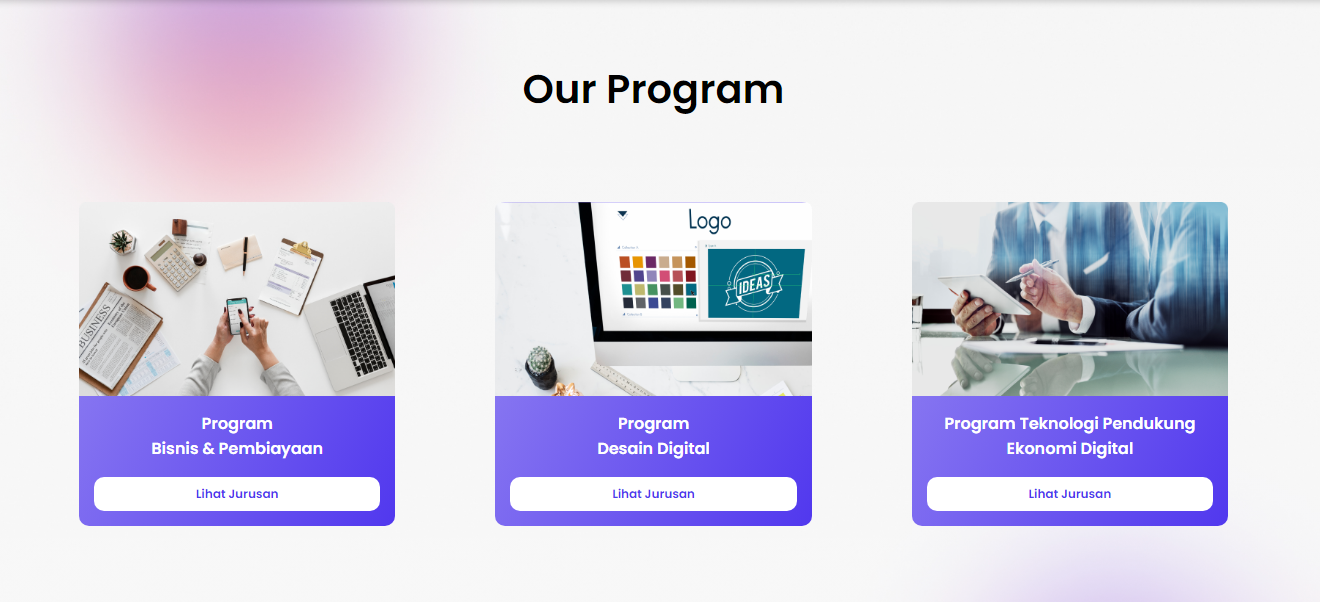 Our Program
BUSINESS
Logo
IDEAS
Program
Bisnis & Pembiayaan
Lihat Jurusan
Program
Desain Digital
Lihat Jurusan
Program Teknologi Pendukung
Ekonomi Digital
Lihat Jurusan